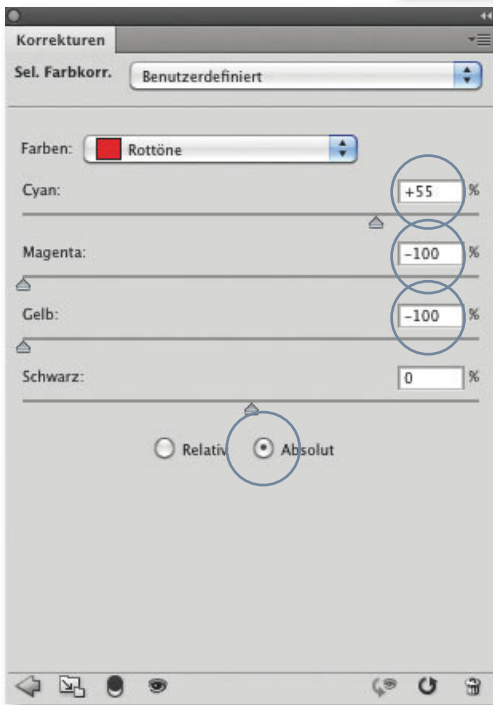 Korrekturen
Sel. Farbkorr. Benutzerdefiniert
Farben: Rottöne
Cyan: +55 %
Magenta: -100 %
Gelb: -100 %
Schwarz: 0 %
Relativ Absolut